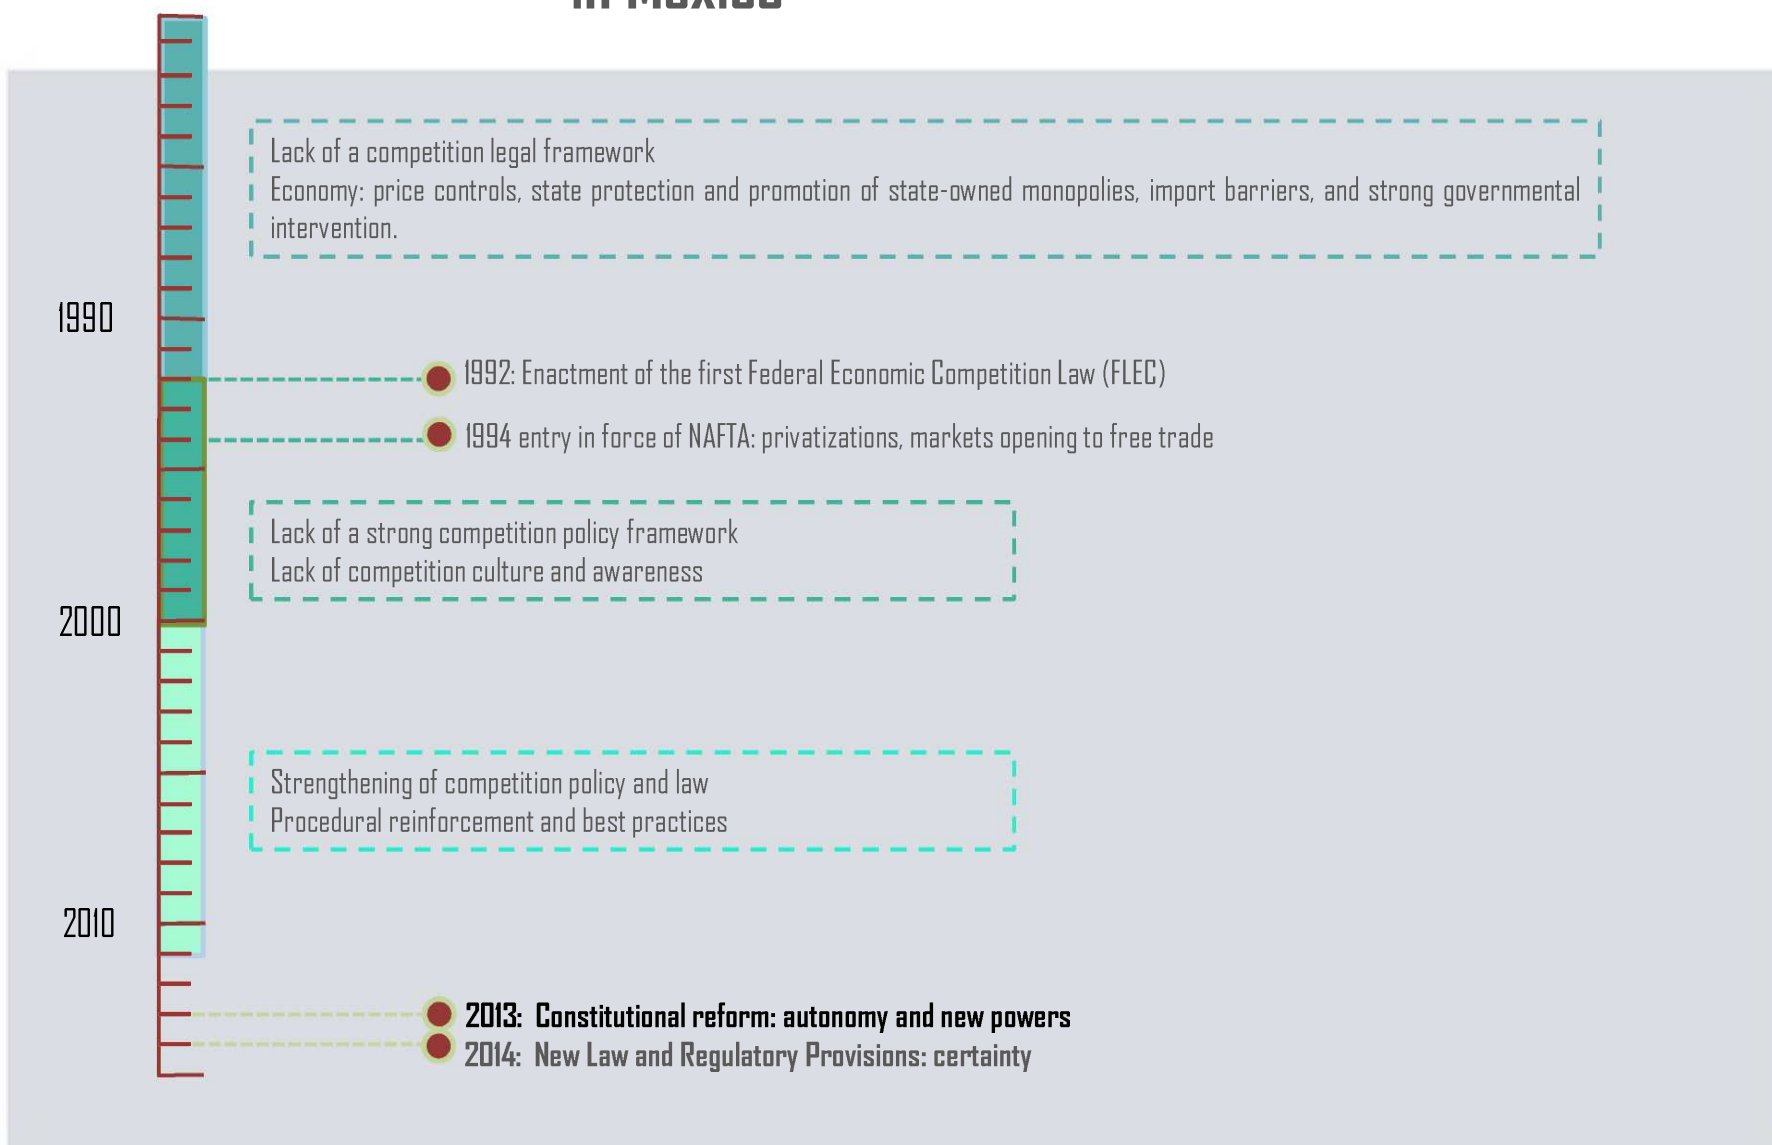 in Mexico
Lack of a competition legal framework
Economy: price controls, state protection and promotion of state-owned monopolies, import barriers, and strong governmental
intervention.
1990
1992: Enactment of the first Federal Economic Competition Law (FLEC)
1994 entry in force of NAFTA: privatizations, markets opening to free trade
Lack of a strong competition policy framework
Lack of competition culture and awareness
2000
Strengthening of competition policy and law
Procedural reinforcement and best practices
2010
2013: Constitutional reform: autonomy and new powers
2014: New Law and Regulatory Provisions: certainty